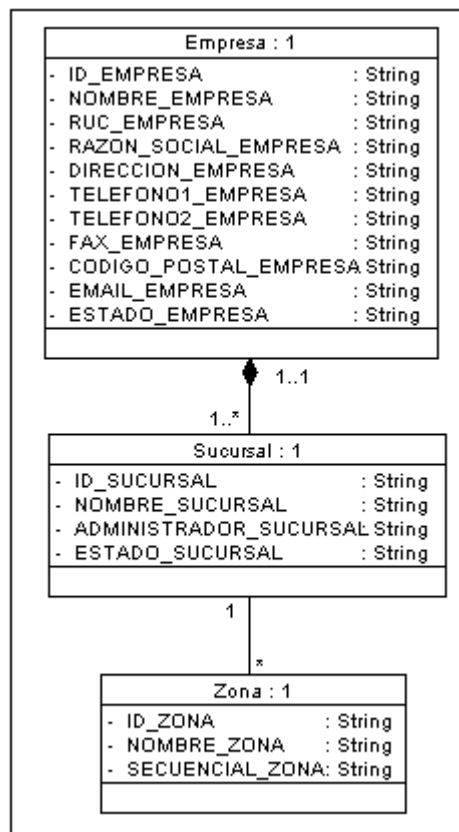 Empresa : 1
- ID_EMPRESA : String
- NOMBRE_EMPRESA : String
- RUC_EMPRESA : String
- RAZON_SOCIAL_EMPRESA : String
- DIRECCION_EMPRESA : String
- TELEFONO1_EMPRESA : String
- TELEFONO2_EMPRESA : String
- FAX_EMPRESA : String
- CODIGO_POSTAL_EMPRESA String
- EMAIL_EMPRESA : String
- ESTADO_EMPRESA : String
1..1
1..*
Sucursal : 1
- ID_SUCURSAL : String
- NOMBRE_SUCURSAL : String
- ADMINISTRADOR_SUCURSAL String
- ESTADO_SUCURSAL : String
1
*
Zona : 1
- ID_ZONA : String
- NOMBRE_ZONA : String
- SECUENCIAL_ZONA: String